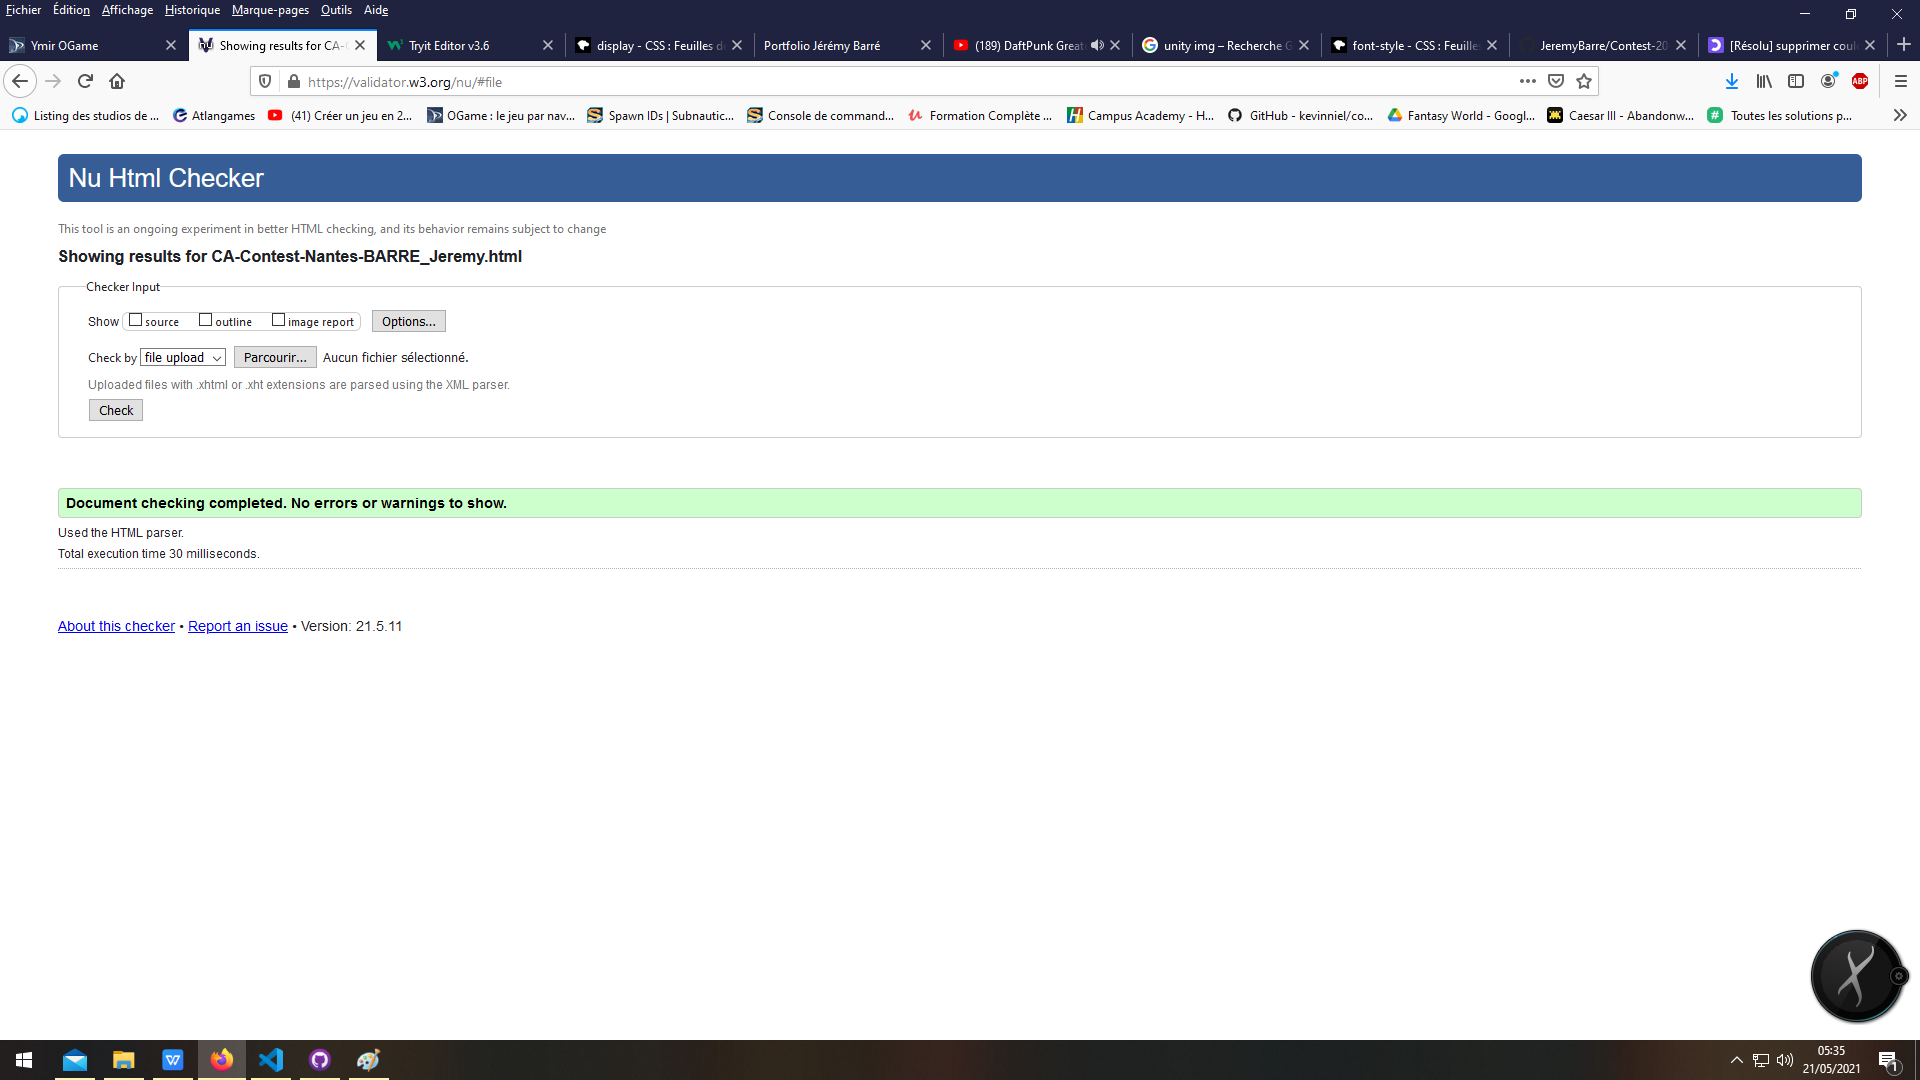 Fichier Édition Affichage Historique Marque-pages Outils Aide
Ymir OGame
Showing results for CA-C
Tryit Editor v3.6
display - CSS : Feuilles d
Portfolio Jérémy Barré
(189) DaftPunk Great
unity img – Recherche G
font-style - CSS : Feuille
JeremyBarre/Contest-20
[Résolu] supprimer coul
https://validator.w3.org/nu/#file
ABP
Listing des studios de ...
Atlangames
(41) Créer un jeu en 2...
OGame : le jeu par nav...
Spawn IDs | Subnautic...
Console de command...
Formation Complète ...
Campus Academy - H...
GitHub - kevinniel/co...
Fantasy World - Googl...
Caesar III - Abandonw...
Toutes les solutions p...
Nu Html Checker
This tool is an ongoing experiment in better HTML checking, and its behavior remains subject to change
Showing results for CA-Contest-Nantes-BARRE_Jeremy.html
Checker Input
Show source outline image report Options...
Check by file upload Parcourir... Aucun fichier sélectionné.
Uploaded files with .xhtml or .xht extensions are parsed using the XML parser.
Check
Document checking completed. No errors or warnings to show.
Used the HTML parser.
Total execution time 30 milliseconds.
About this checker • Report an issue • Version: 21.5.11
05:35
21/05/2021
1